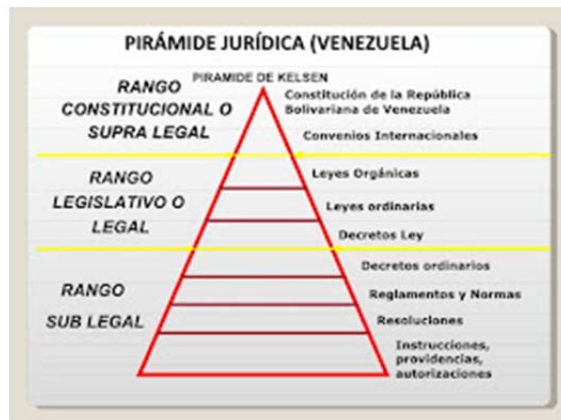 PIRÁMIDE JURÍDICA (VENEZUELA)
PIRAMIDE DE KELSEN
RANGO
CONSTITUCIONAL O
SUPRA LEGAL
Constitución de la República
Bolivariana de Venezuela
Convenios Internacionales
RANGO
LEGISLATIVO O
LEGAL
Leyes Orgánicas
Leyes ordinarias
Decretos Ley
RANGO
SUB LEGAL
Decretos ordinarios
Reglamentos y Normas
Resoluciones
Instrucciones,
providencias,
autorizaciones